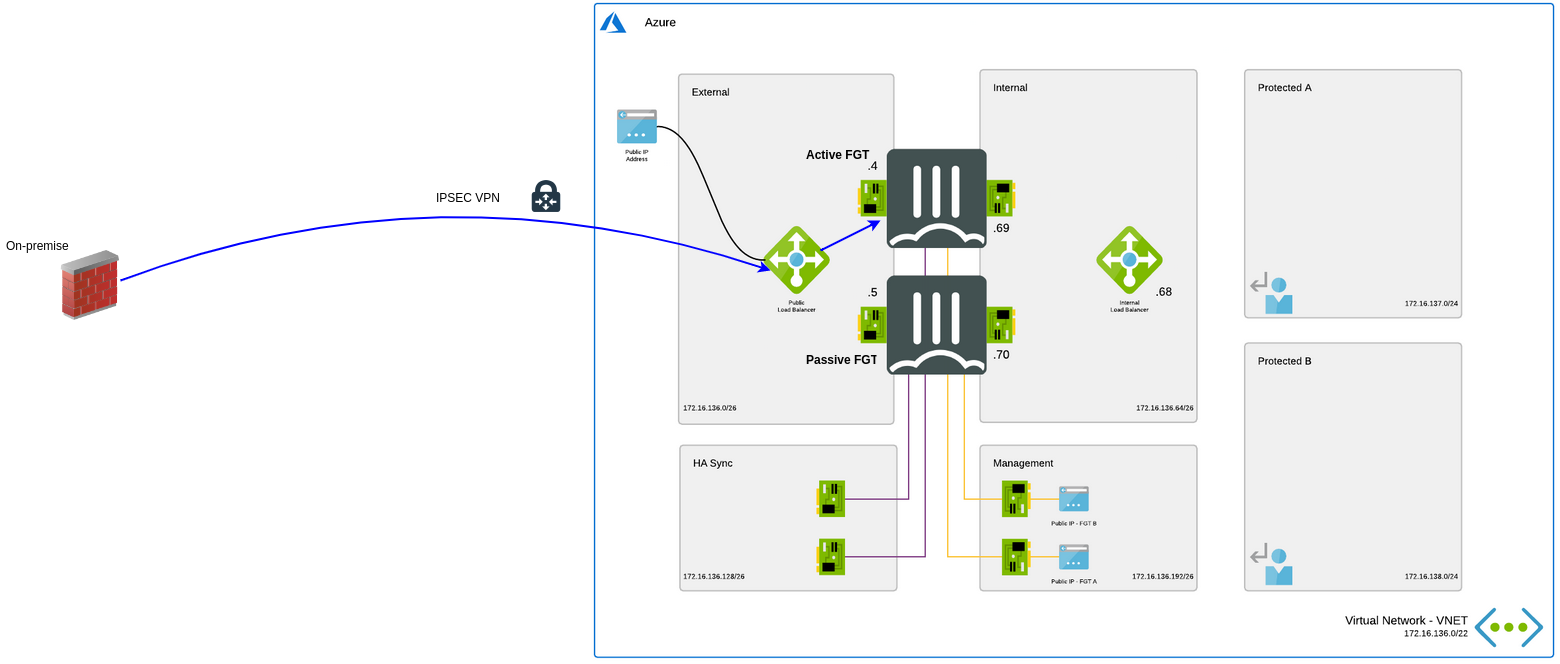 Azure
External
Internal
Protected A
Public IP
Address
Active FGT
.4
IPSEC VPN
.69
On-premise
.5
.68
Public
Load Balancer
Internal
Load Balancer
172.16.137.0/24
Passive FGT
.70
Protected B
172.16.136.0/26
172.16.136.64/26
HA Sync
Management
Public IP - FGT B
172.16.136.128/26
Public IP - FGT A
172.16.136.192/26
172.16.138.0/24
Virtual Network - VNET
172.16.136.0/22